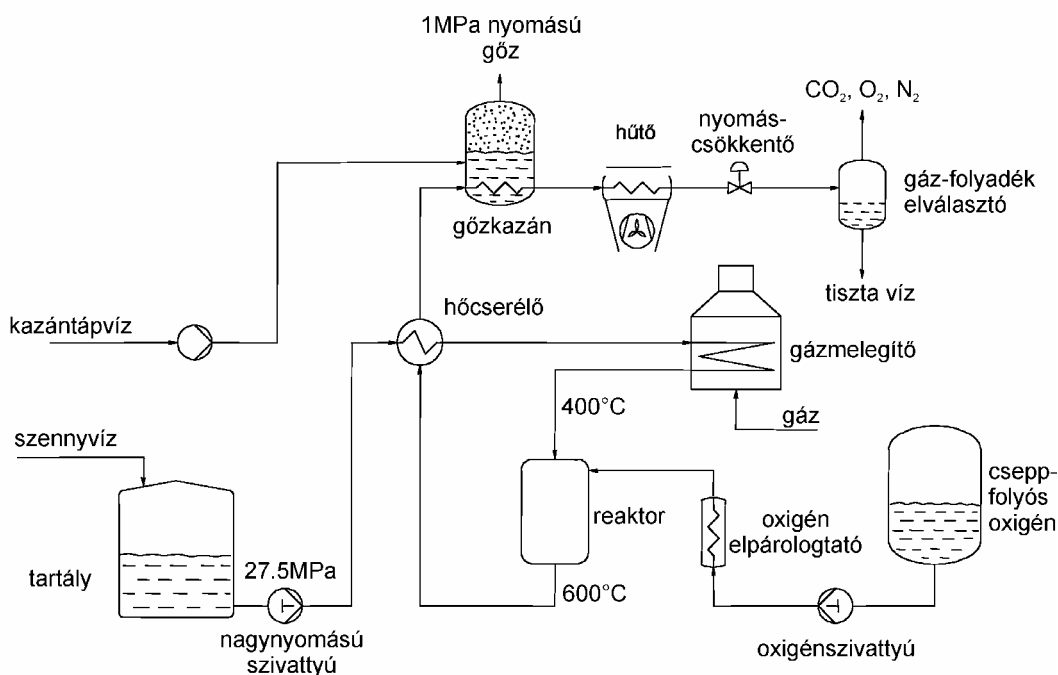 1MPa nyomású
gőz
CO₂, O₂, N₂
hűtő
nyomás-
csökkentő
gáz-folyadék
elválasztó
gőzkazán
tiszta víz
kazántápvíz
hőcserélő
gázmelegítő
400°C
gáz
szennyvíz
csepp-
folyós
oxigén
reaktor
oxigén
elpárologtató
tartály
27.5MPa
600°C
nagynyomású
szivattyú
oxigénszivattyú